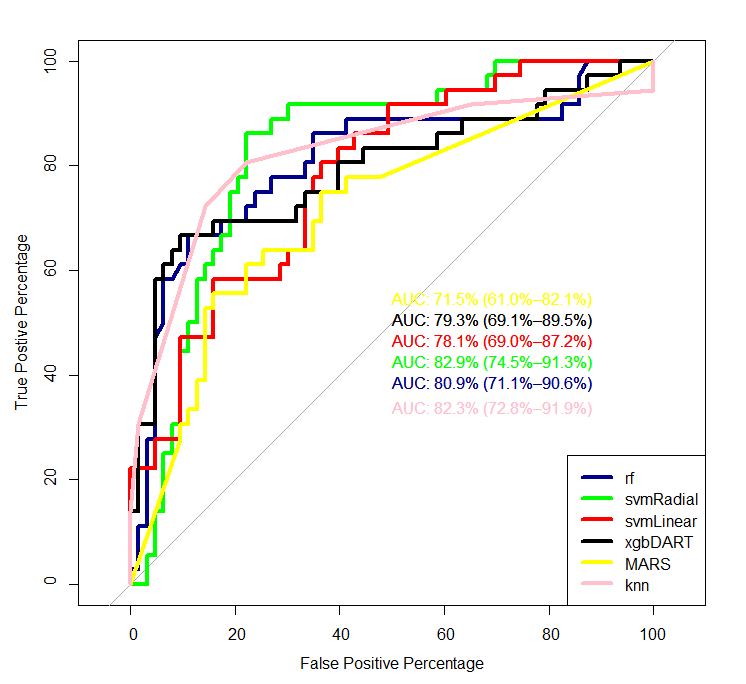 True Positive Percentage
100
80
60
40
20
0
AUC: 71.5% (61.0%–82.1%)
AUC: 79.3% (69.1%–89.5%)
AUC: 78.1% (69.0%–87.2%)
AUC: 82.9% (74.5%–91.3%)
AUC: 80.9% (71.1%–90.6%)
AUC: 82.3% (72.8%–91.9%)
rf
svmRadial
svmLinear
xgbDART
MARS
knn
0 20 40 60 80 100
False Positive Percentage